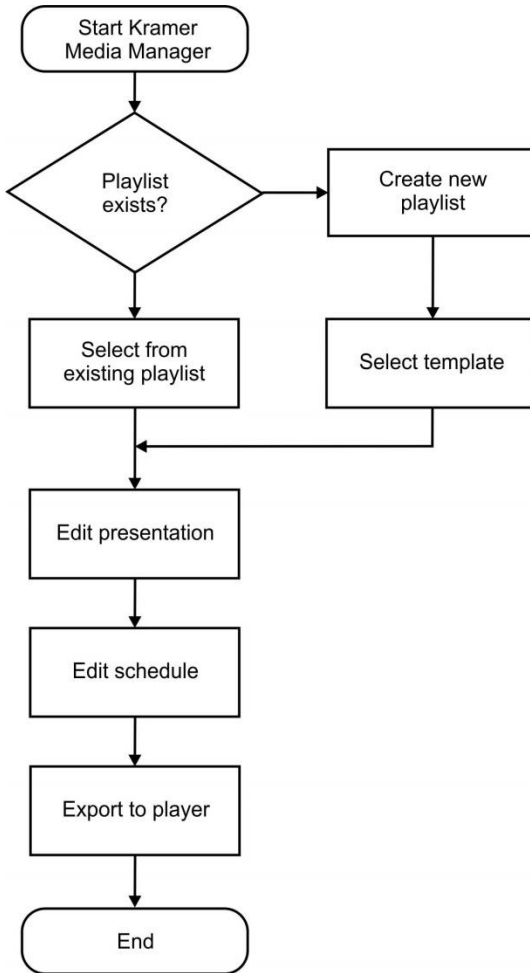 Start Kramer
Media Manager
Playlist
exists?
Create new
playlist
Select from
existing playlist
Select template
Edit presentation
Edit schedule
Export to player
End